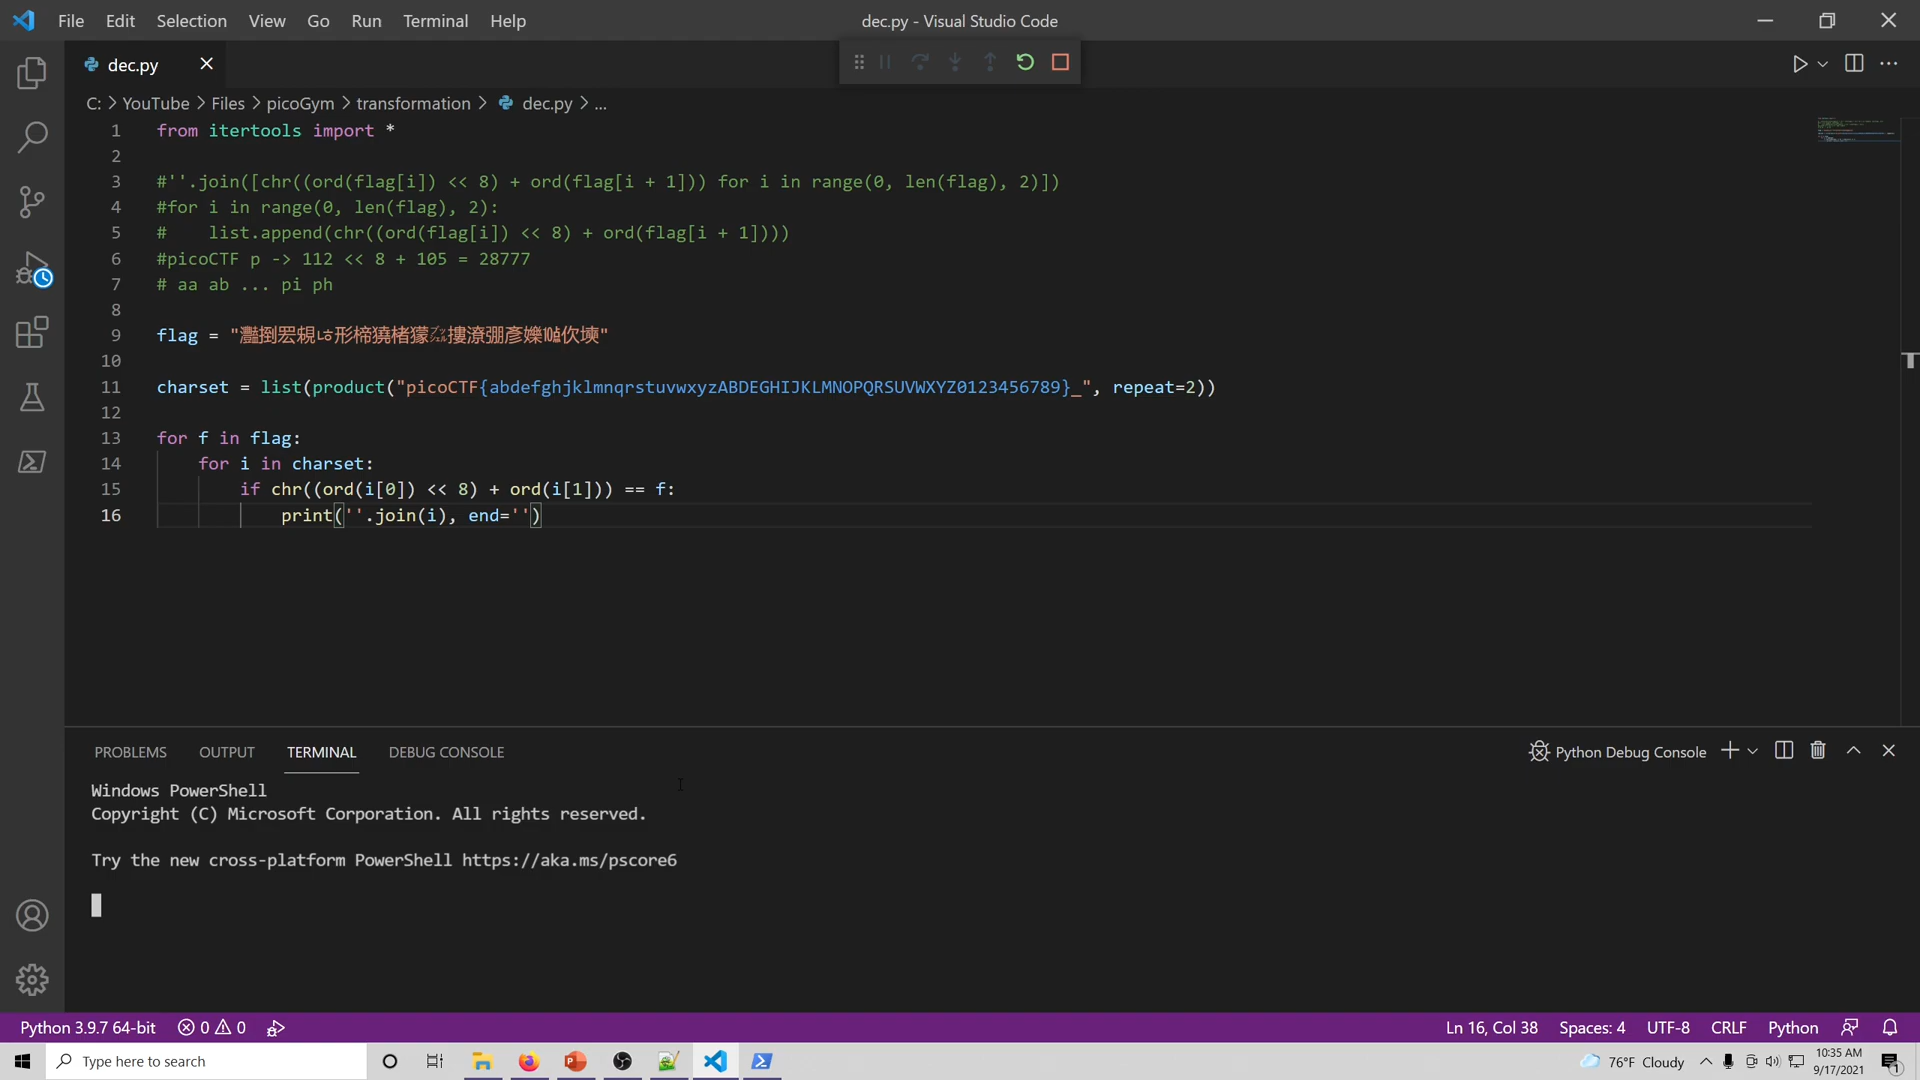 File Edit Selection View Go Run Terminal Help
dec.py - Visual Studio Code
dec.py
C: > YouTube > Files > picoGym > transformation > dec.py > ...
1 from itertools import *
2
3 #''.join([chr((ord(flag[i]) << 8) + ord(flag[i + 1])) for i in range(0, len(flag), 2)])
4 #for i in range(0, len(flag), 2):
5 #    list.append(chr((ord(flag[i]) << 8) + ord(flag[i + 1])))
6 #picoCTF p -> 112 << 8 + 105 = 28777
7 # aa ab ... pi ph
8
9 flag = "灩捯䍔䙻ㄶ形楴獟楮獴㌴摟潦弸彥㜰㍢㐸㙽"
10
11 charset = list(product("picoCTF{abdefghjklmnqrstuvwxyzABDEGHIJKLMNOPQRSUVWXYZ0123456789}_", repeat=2))
12
13 for f in flag:
14     for i in charset:
15         if chr((ord(i[0]) << 8) + ord(i[1])) == f:
16             print(''.join(i), end='')
PROBLEMS OUTPUT TERMINAL DEBUG CONSOLE
Python Debug Console
Windows PowerShell
Copyright (C) Microsoft Corporation. All rights reserved.
Try the new cross-platform PowerShell https://aka.ms/pscore6
Python 3.9.7 64-bit 0 0
Ln 16, Col 38 Spaces: 4 UTF-8 CRLF Python
Type here to search
76°F Cloudy
10:35 AM
9/17/2021
1